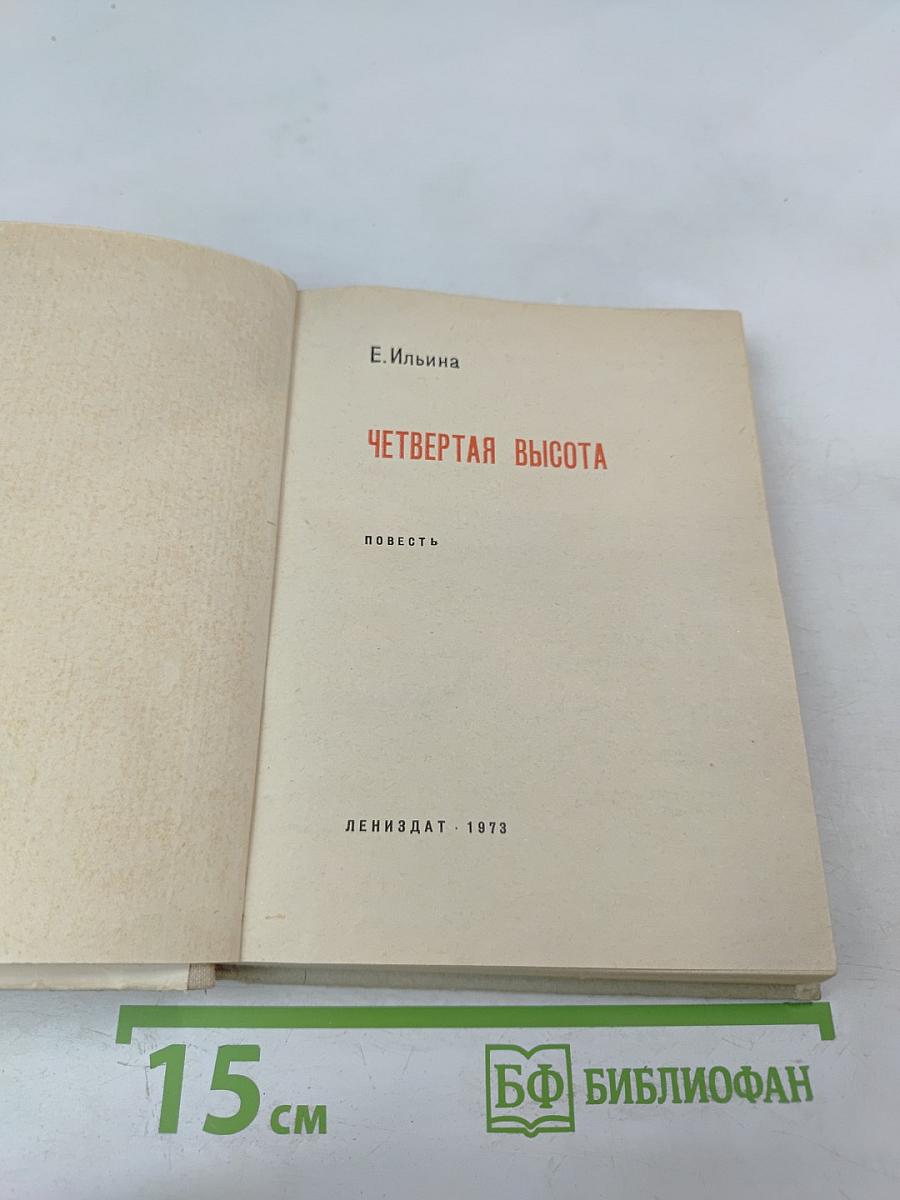 Е. Ильина
ЧЕТВЕРТАЯ ВЫСОТА
ПОВЕСТЬ
ЛЕНИЗДАТ · 1973
15 см
БФ БИБЛИОФАН